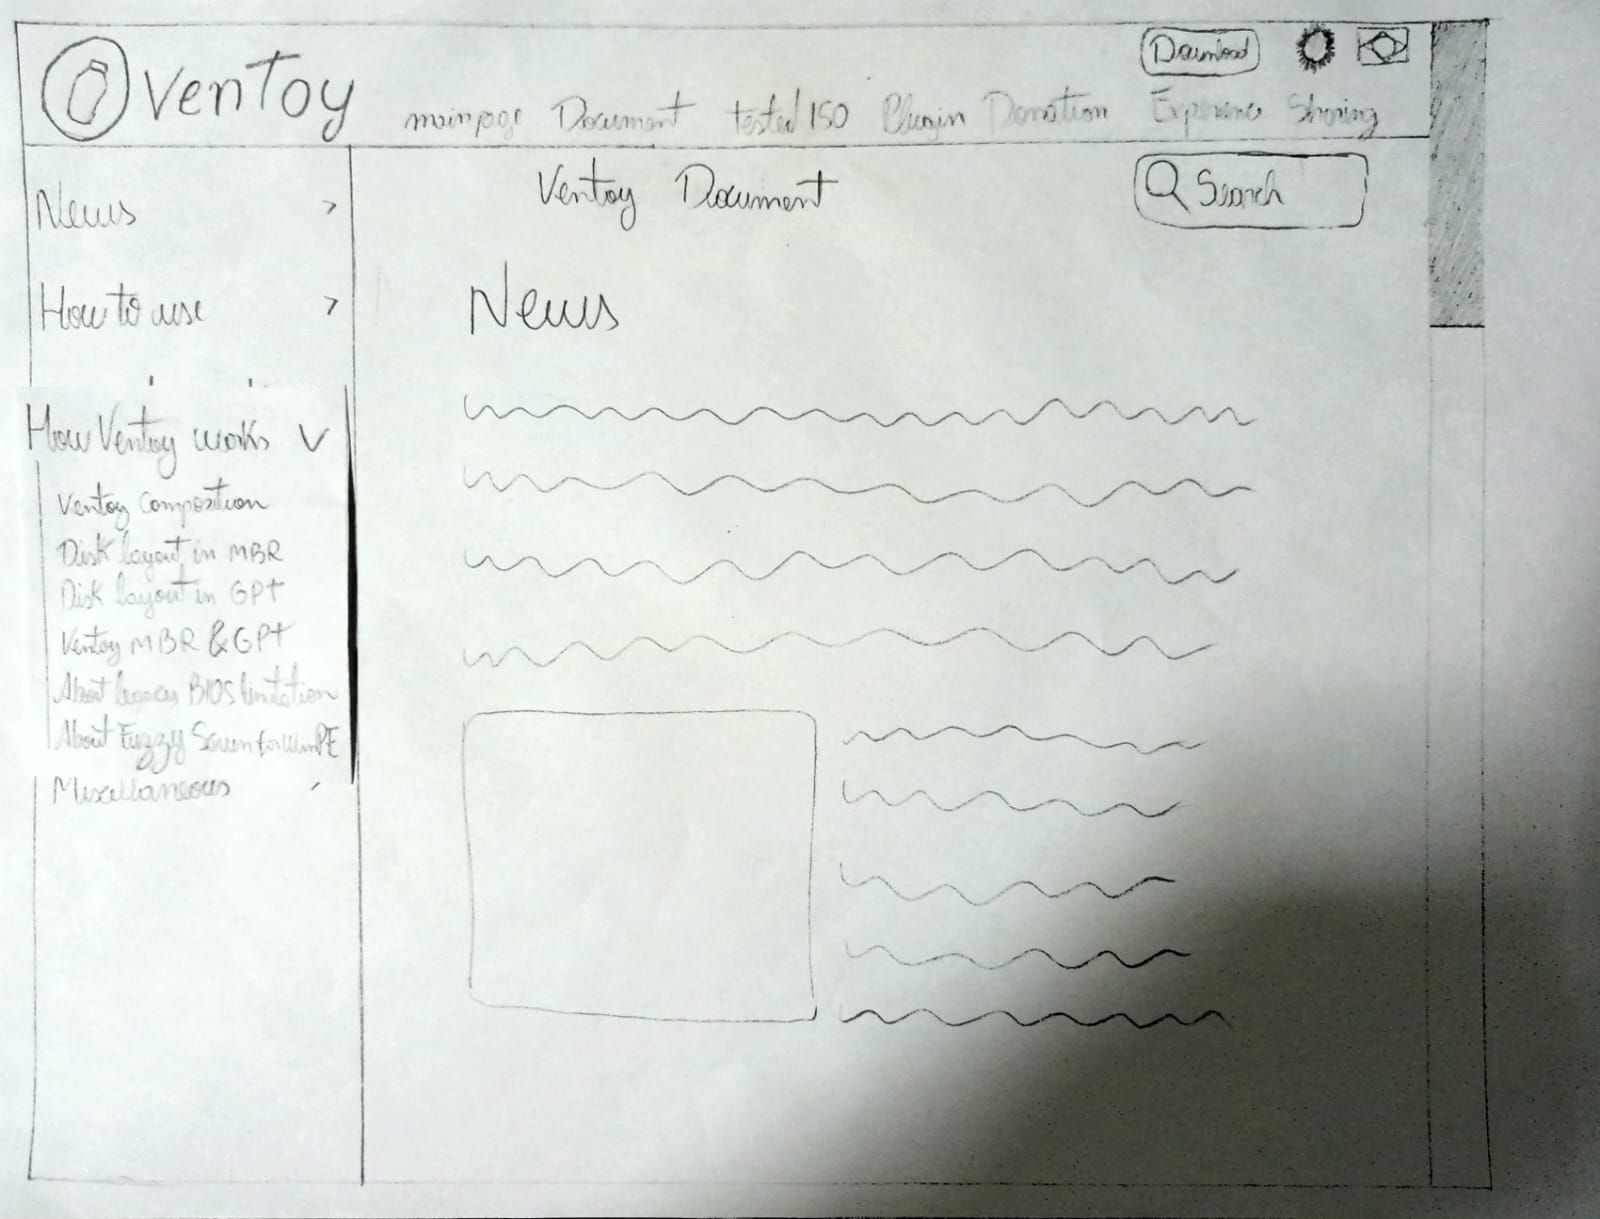 Ventoy
Download
mainpage Document tested ISO Plugin Donation Experience Sharing
Ventoy Document
Search
News >
How to use >
How Ventoy works V
Ventoy composition
Disk layout in MBR
Disk layout in GPT
Ventoy MBR & GPT
About legacy BIOS limitation
About Fuzzy Screen for WinPE
Miscellaneous
News